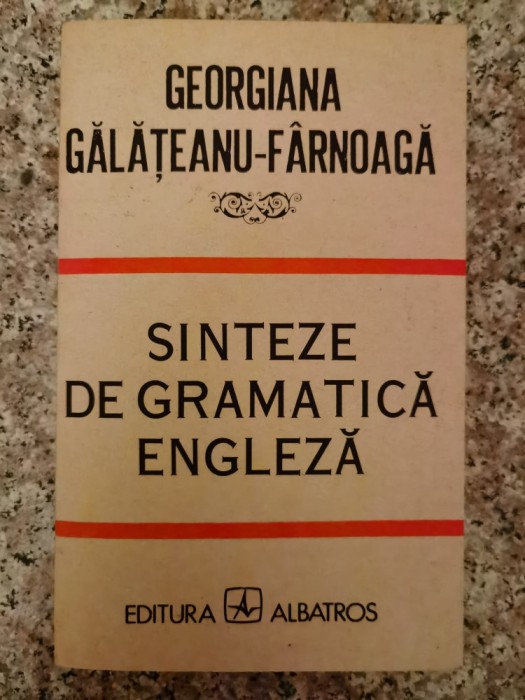 GEORGIANA
GĂLĂȚEANU-FÂRNOAGĂ
SINTEZE
DE GRAMATICĂ
ENGLEZĂ
EDITURA ALBATROS